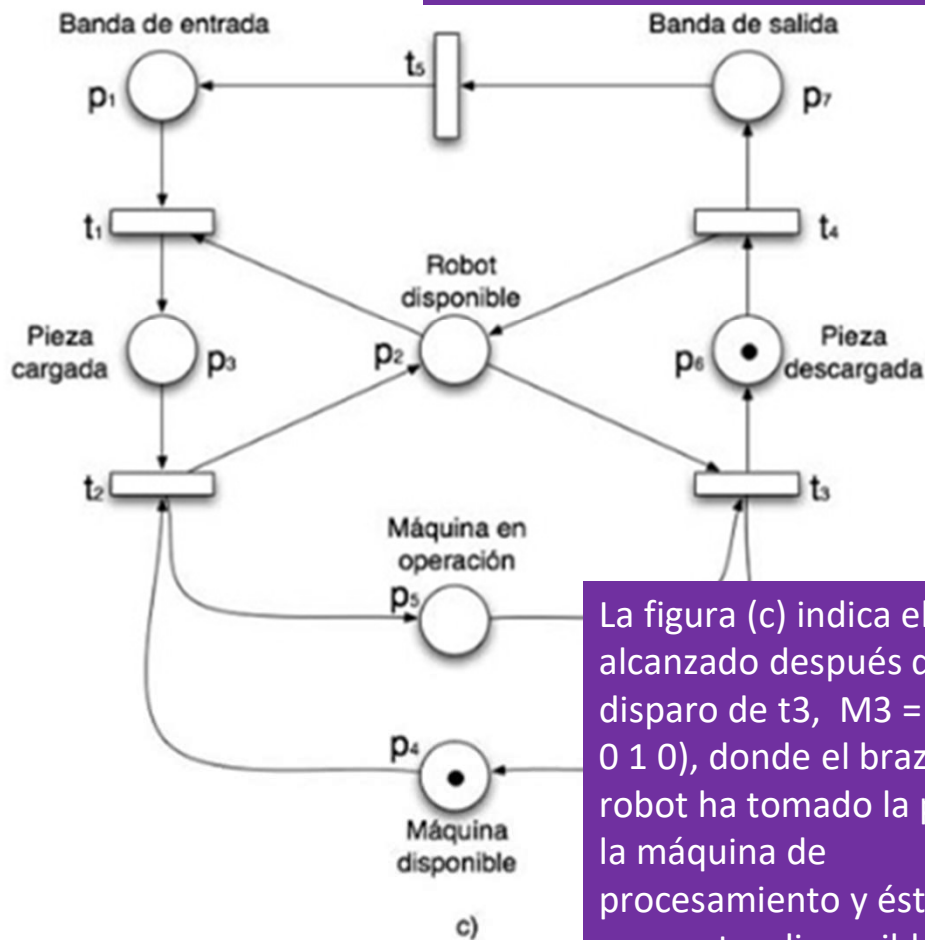 Banda de entrada
Banda de salida
t₅
p₁
p₇
t₁
t₄
Robot
disponible
Pieza
cargada
p₃
p₂
p₆
Pieza
descargada
t₂
t₃
Máquina en
operación
p₅
p₄
Máquina
disponible
c)
La figura (c) indica el
alcanzado después
disparo de t3, M3 =
0 1 0), donde el
robot ha tomado la
la máquina de
procesamiento y